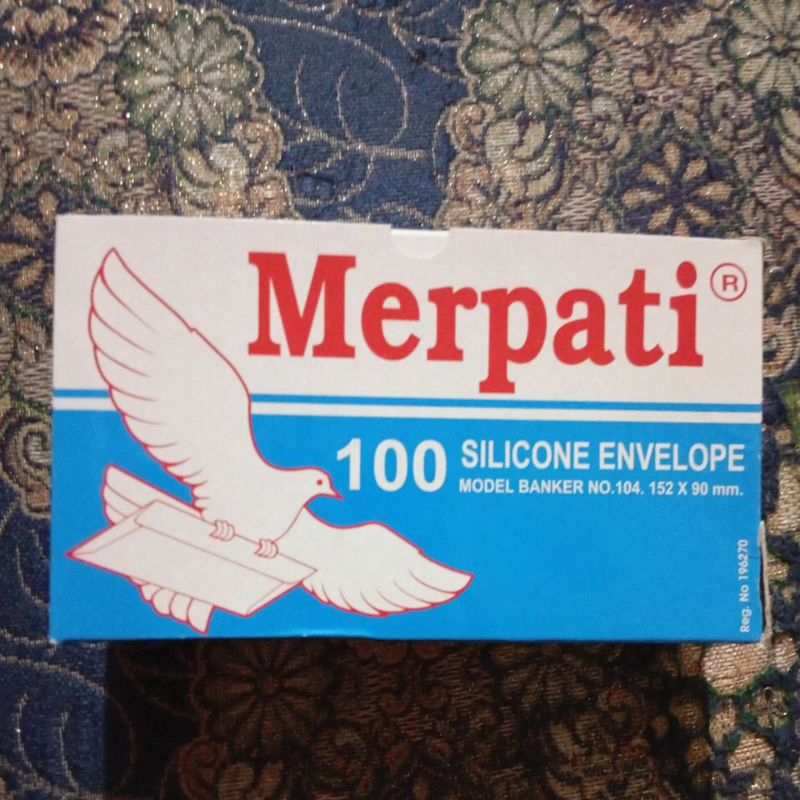 Merpati ®
100 SILICONE ENVELOPE
MODEL BANKER NO.104. 152 X 90 mm.
Reg. No 196270